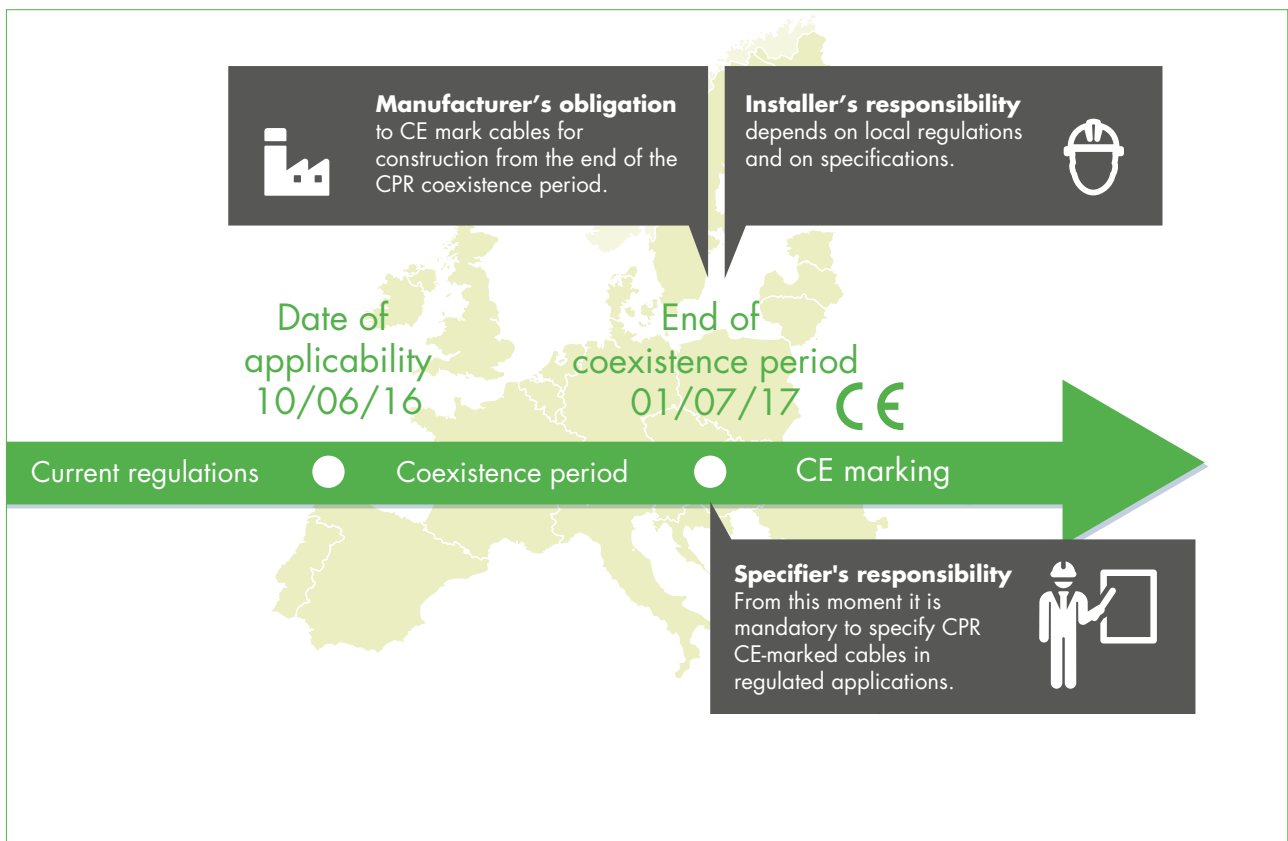 Manufacturer’s obligation
to CE mark cables for
construction from the end of the
CPR coexistence period.
Installer’s responsibility
depends on local regulations
and on specifications.
Date of
applicability
10/06/16
End of
coexistence period
01/07/17
CE
Current regulations
Coexistence period
CE marking
Specifier's responsibility
From this moment it is
mandatory to specify CPR
CE-marked cables in
regulated applications.